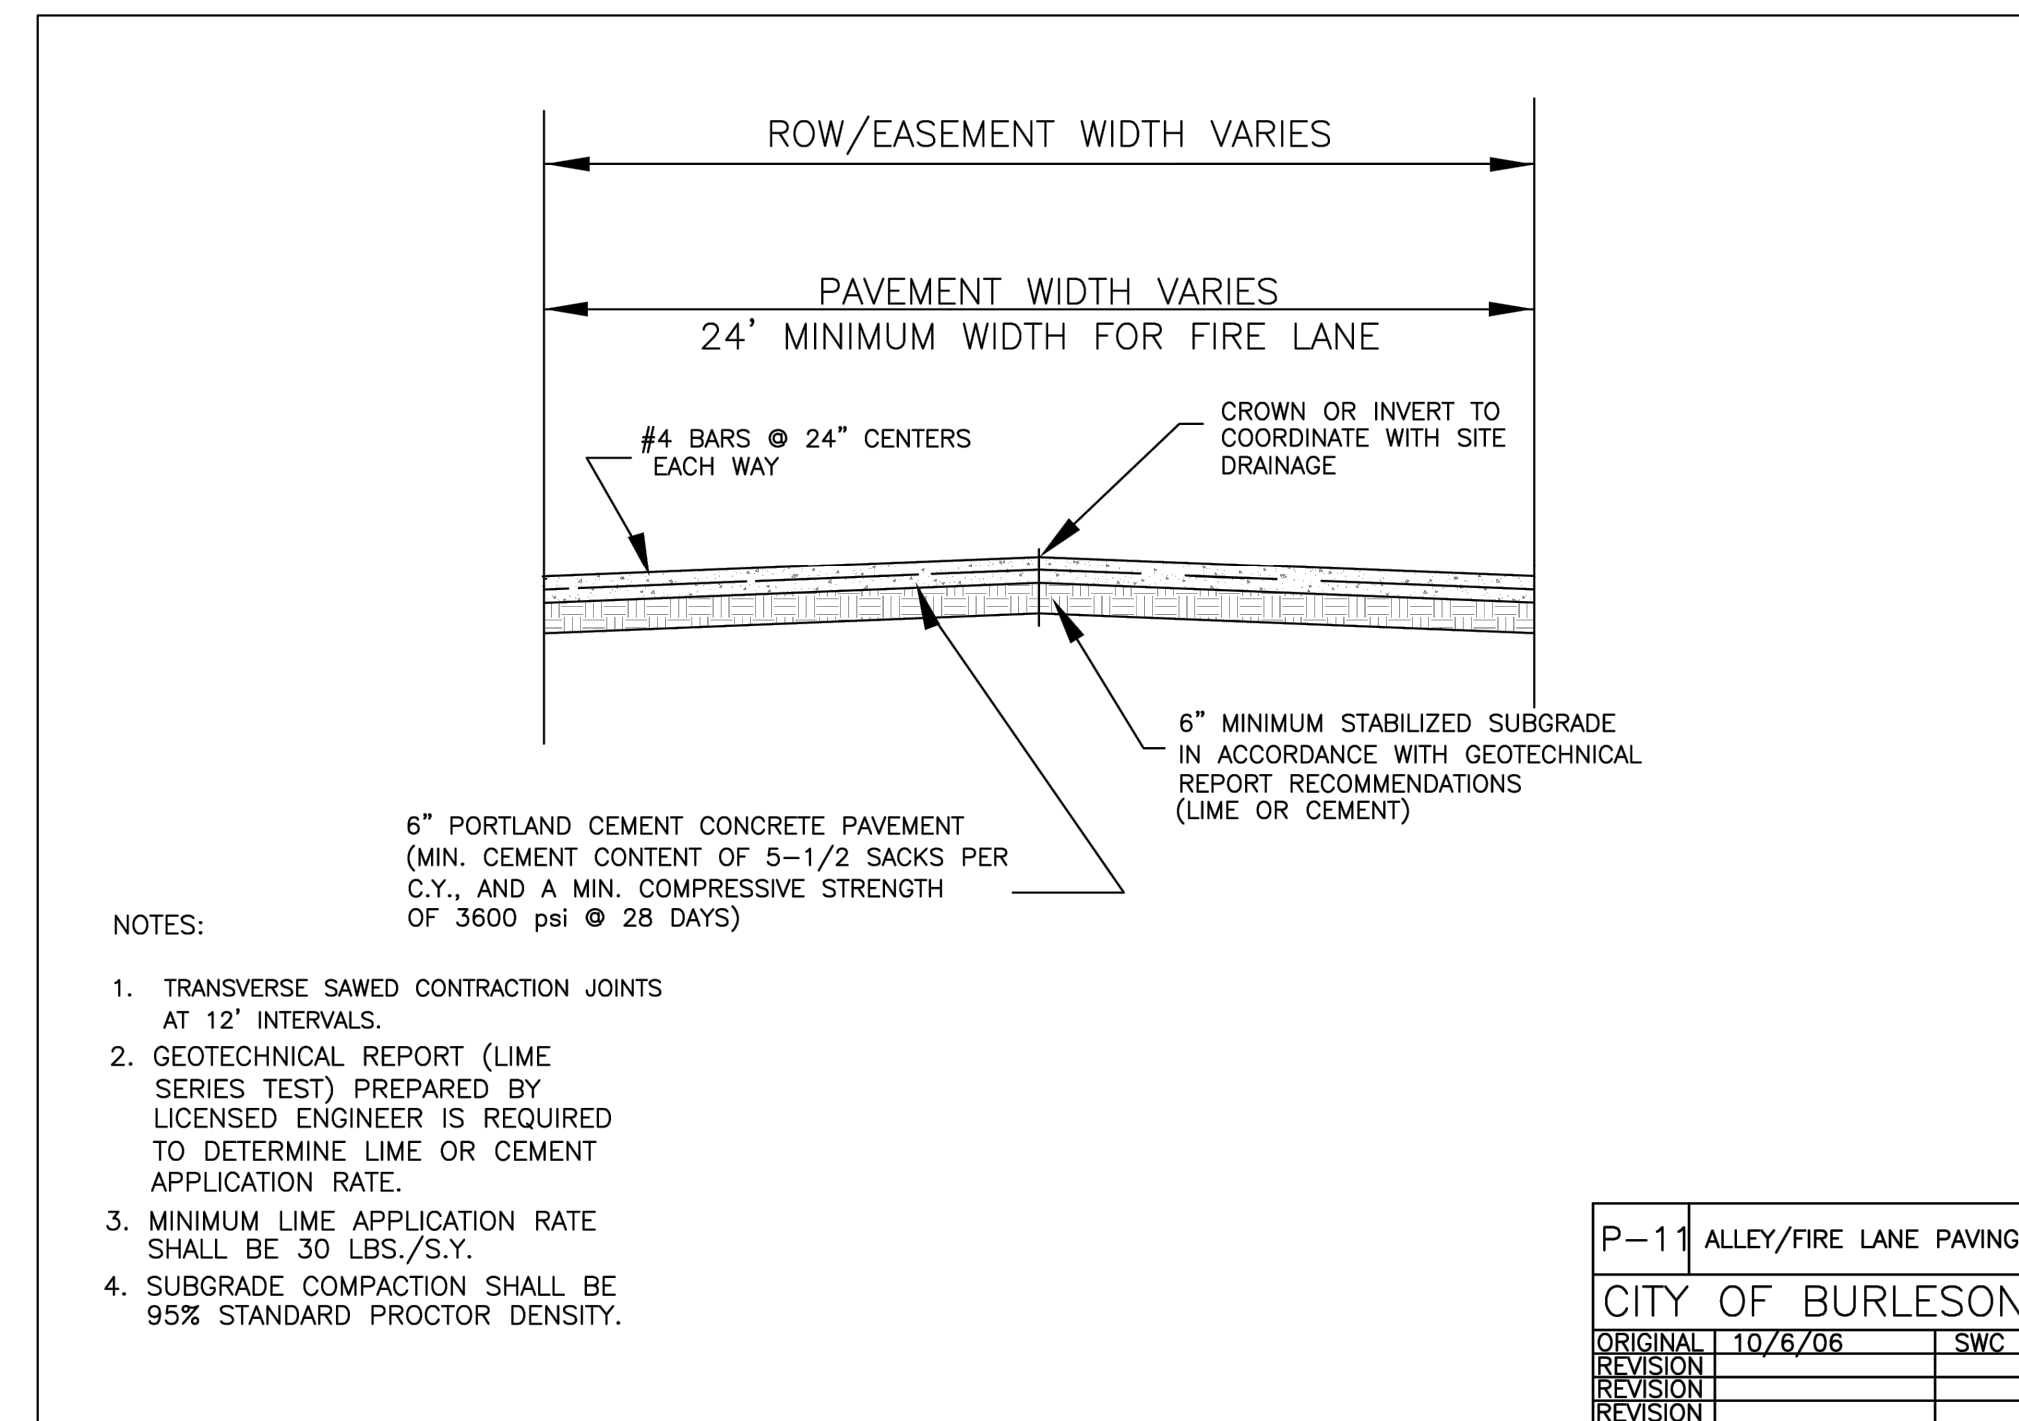 ROW/EASEMENT WIDTH VARIES
PAVEMENT WIDTH VARIES
24' MINIMUM WIDTH FOR FIRE LANE
#4 BARS @ 24" CENTERS
EACH WAY
CROWN OR INVERT TO
COORDINATE WITH SITE
DRAINAGE
6" MINIMUM STABILIZED SUBGRADE
IN ACCORDANCE WITH GEOTECHNICAL
REPORT RECOMMENDATIONS
(LIME OR CEMENT)
6" PORTLAND CEMENT CONCRETE PAVEMENT
(MIN. CEMENT CONTENT OF 5-1/2 SACKS PER
C.Y., AND A MIN. COMPRESSIVE STRENGTH
OF 3600 psi @ 28 DAYS)
NOTES:
1. TRANSVERSE SAWED CONTRACTION JOINTS
AT 12' INTERVALS.
2. GEOTECHNICAL REPORT (LIME
SERIES TEST) PREPARED BY
LICENSED ENGINEER IS REQUIRED
TO DETERMINE LIME OR CEMENT
APPLICATION RATE.
3. MINIMUM LIME APPLICATION RATE
SHALL BE 30 LBS./S.Y.
4. SUBGRADE COMPACTION SHALL BE
95% STANDARD PROCTOR DENSITY.
P-11 ALLEY/FIRE LANE PAVING
CITY OF BURLESON
ORIGINAL 10/6/06 SWC
REVISION
REVISION
REVISION